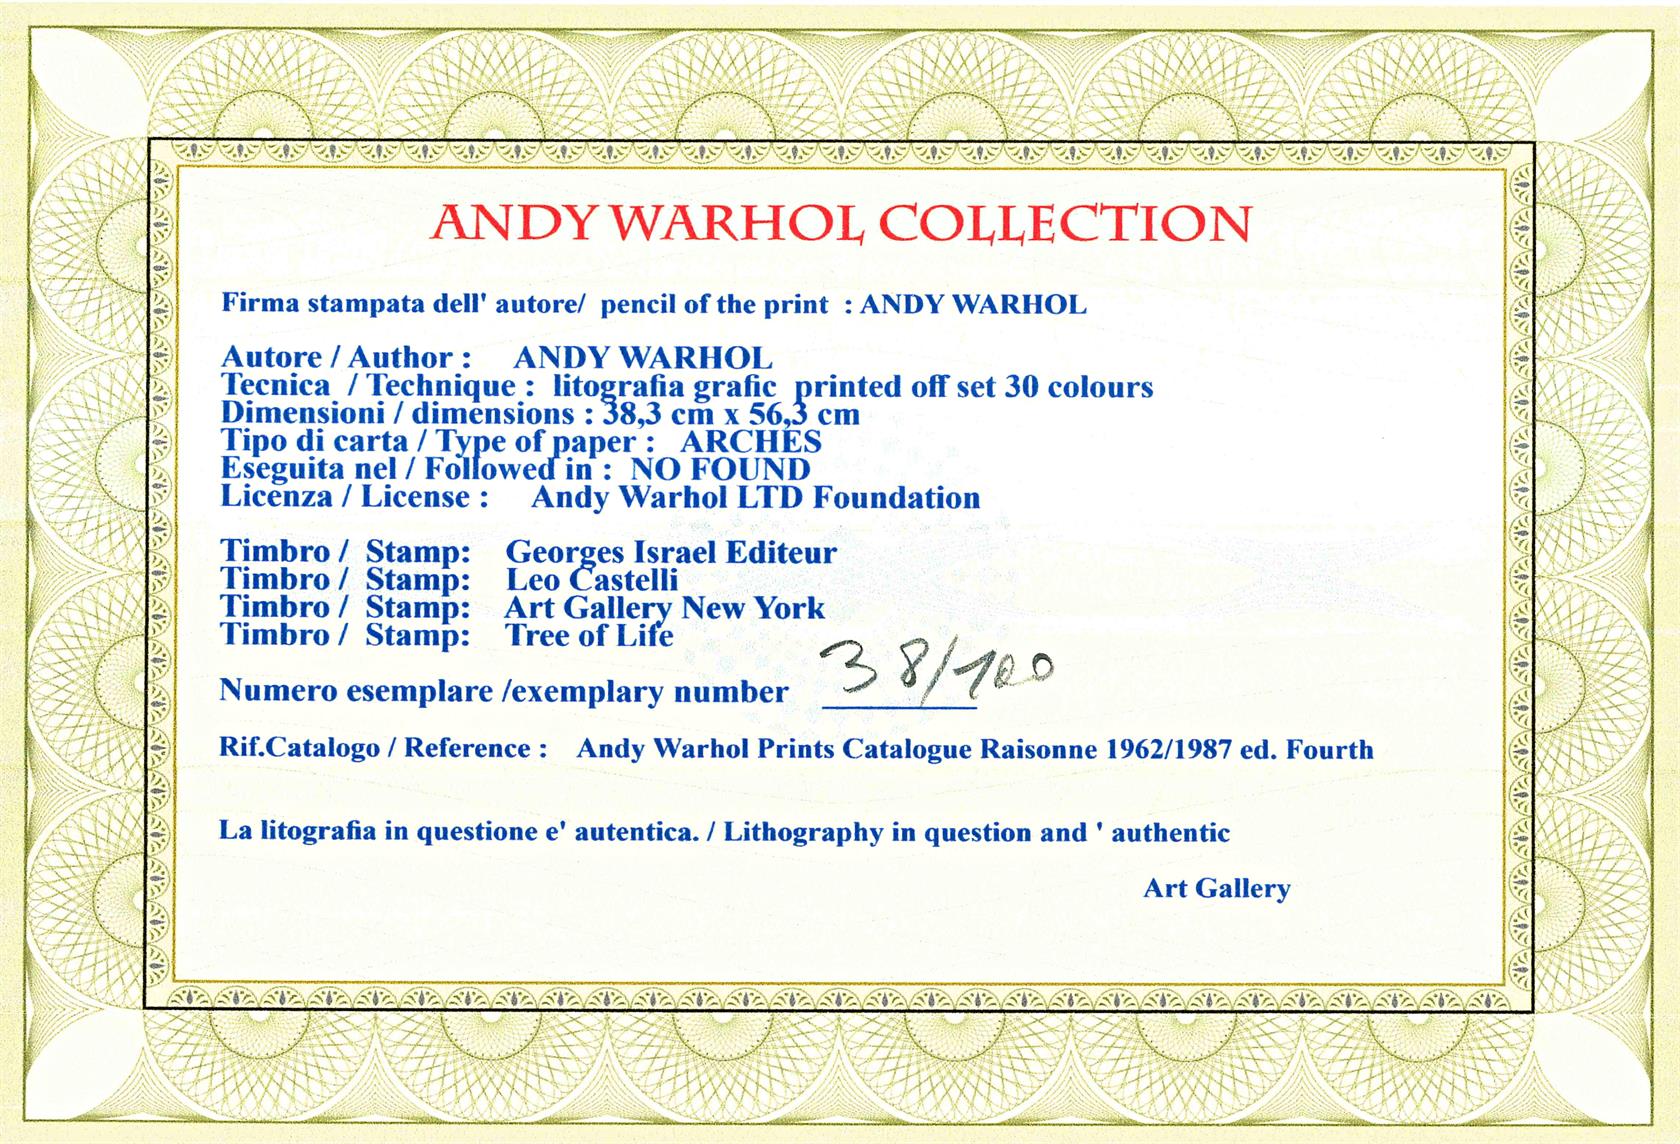 ANDY WARHOL COLLECTION
Firma stampata dell' autore/ pencil of the print : ANDY WARHOL
Autore / Author : ANDY WARHOL
Tecnica / Technique : litografia grafic printed off set 30 colours
Dimensioni / dimensions : 38,3 cm x 56,3 cm
Tipo di carta / Type of paper : ARCHES
Eseguita nel / Followed in : NO FOUND
Licenza / License : Andy Warhol LTD Foundation
Timbro / Stamp: Georges Israel Editeur
Timbro / Stamp: Leo Castelli
Timbro / Stamp: Art Gallery New York
Timbro / Stamp: Tree of Life
Numero esemplare /exemplary number 38/100
Rif.Catalogo / Reference : Andy Warhol Prints Catalogue Raisonne 1962/1987 ed. Fourth
La litografia in questione e' autentica. / Lithography in question and ' authentic
Art Gallery